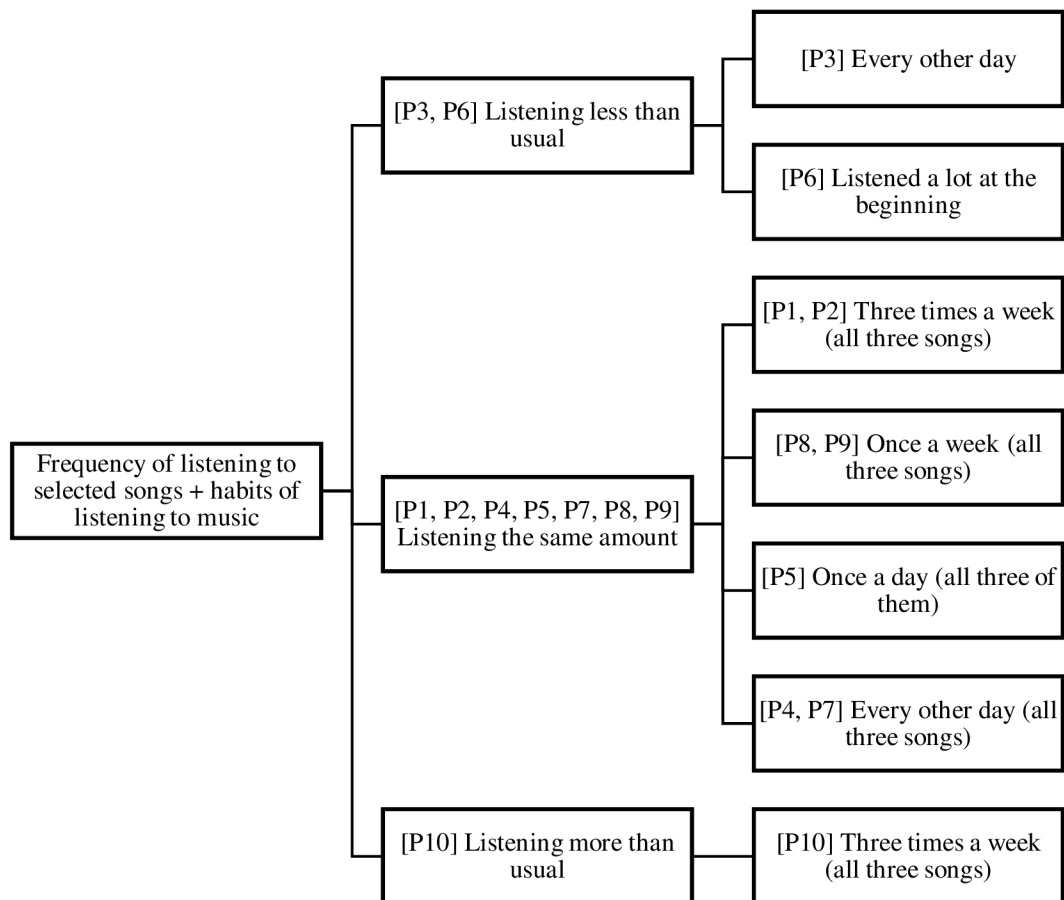 Frequency of listening to
selected songs + habits of
listening to music
[P3, P6] Listening less than
usual
[P3] Every other day
[P6] Listened a lot at the
beginning
[P1, P2, P4, P5, P7, P8, P9]
Listening the same amount
[P1, P2] Three times a week
(all three songs)
[P8, P9] Once a week (all
three songs)
[P5] Once a day (all three of
them)
[P4, P7] Every other day (all
three songs)
[P10] Listening more than
usual
[P10] Three times a week
(all three songs)